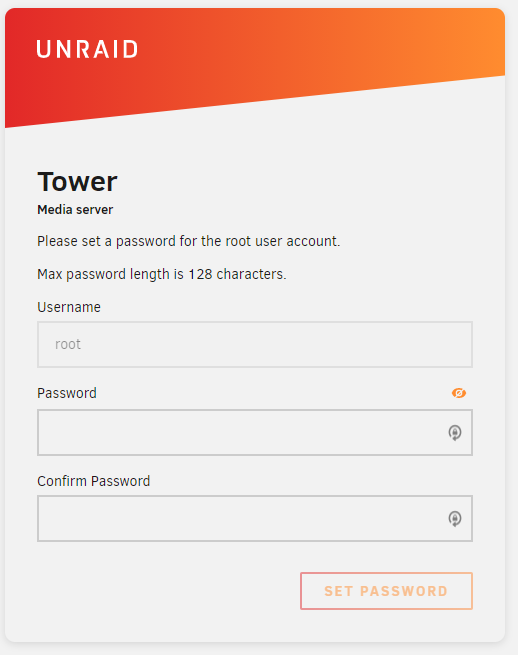 UNRAID
Tower
Media server
Please set a password for the root user account.
Max password length is 128 characters.
Username
root
Password
Confirm Password
SET PASSWORD